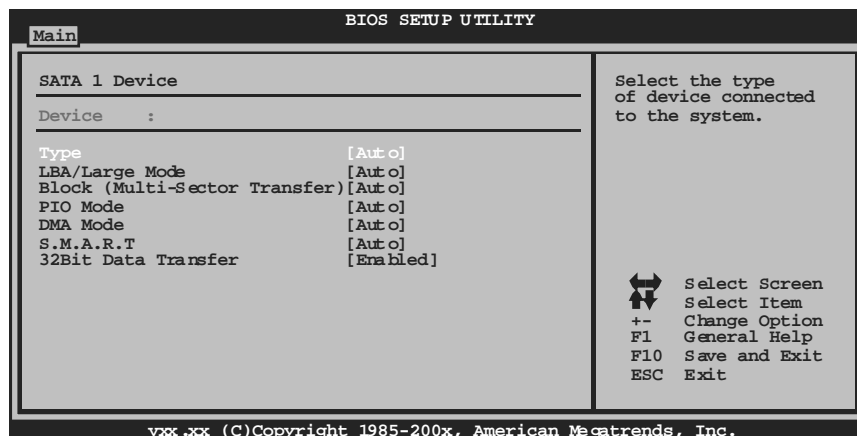 BIOS SETUP UTILITY
Main
SATA 1 Device
Device :
Type [Auto]
LBA/Large Mode [Auto]
Block (Multi-Sector Transfer)[Auto]
PIO Mode [Auto]
DMA Mode [Auto]
S.M.A.R.T [Auto]
32Bit Data Transfer [Enabled]
Select the type
of device connected
to the system.
Select Screen
Select Item
+- Change Option
F1 General Help
F10 Save and Exit
ESC Exit
vxx.xx (C)Copyright 1985-200x, American Megatrends, Inc.